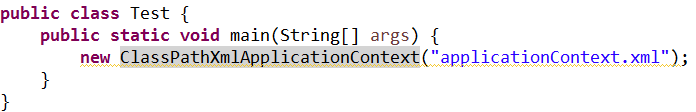 public class Test {
    public static void main(String[] args) {
        new ClassPathXmlApplicationContext("applicationContext.xml");
    }
}